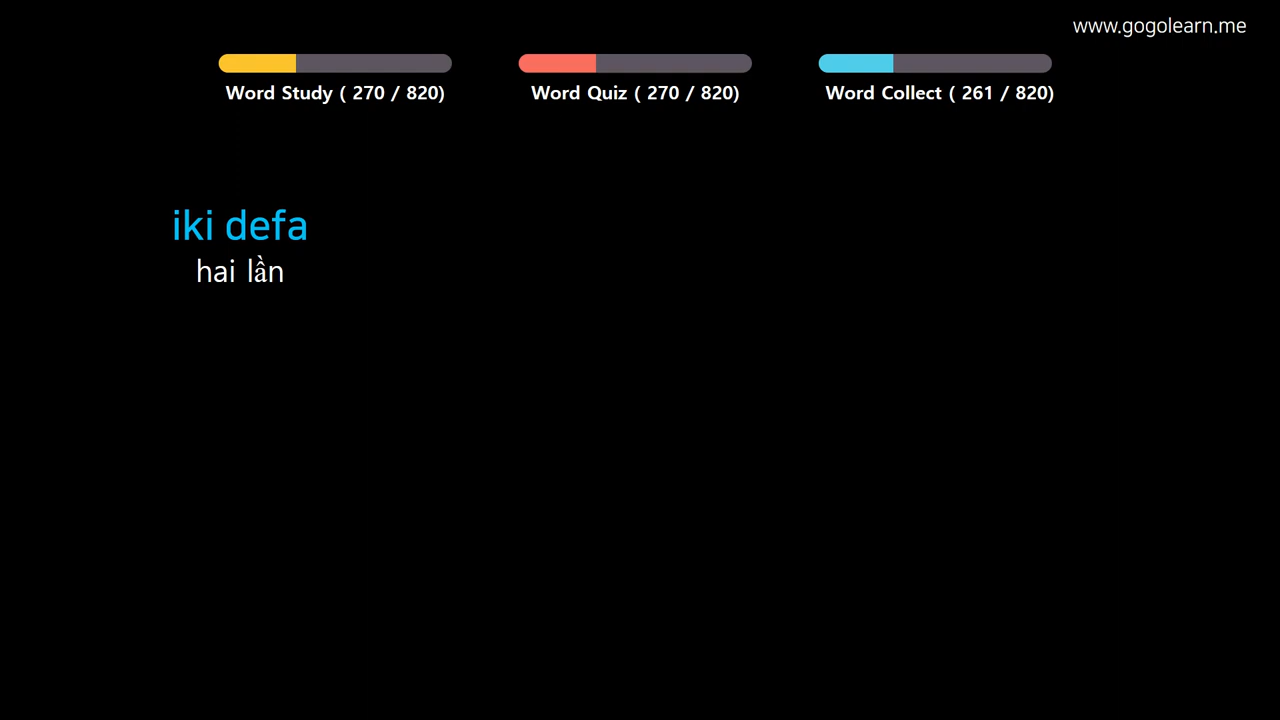 www.gogolearn.me
Word Study ( 270 / 820)
Word Quiz ( 270 / 820)
Word Collect ( 261 / 820)
iki defa
hai lần